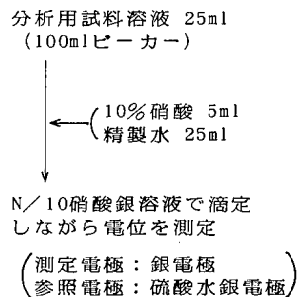 分析用試料溶液 25ml
(100mlビーカー)
10%硝酸 5ml
精製水 25ml
N/10硝酸銀溶液で滴定
しながら電位を測定
測定電極:銀電極
参照電極:硫酸水銀電極